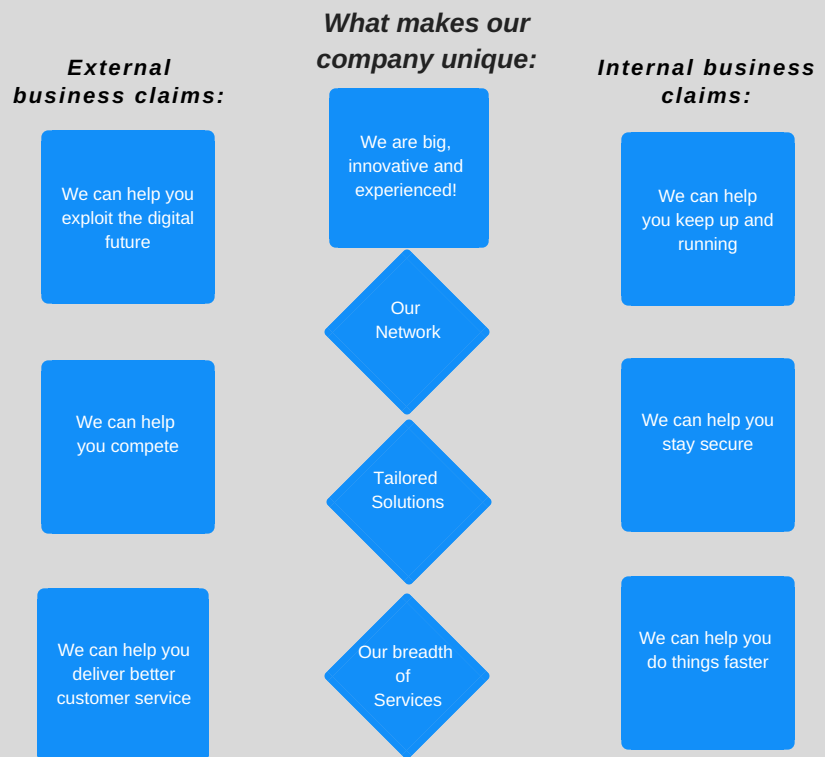 What makes our
company unique:
External
business claims:
Internal business
claims:
We are big,
innovative and
experienced!
We can help you
exploit the digital
future
We can help
you keep up and
running
Our
Network
We can help
you compete
We can help you
stay secure
Tailored
Solutions
We can help you
deliver better
customer service
Our breadth
of
Services
We can help you
do things faster